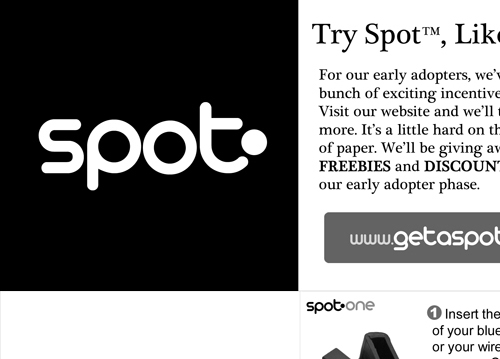 spot
Try Spot™, Like
For our early adopters, we'v
bunch of exciting incentive
Visit our website and we'll t
more. It's a little hard on th
of paper. We'll be giving aw
FREEBIES and DISCOUNT
our early adopter phase.
www.getaspot
spot•one
1 Insert the
of your blue
or your wire